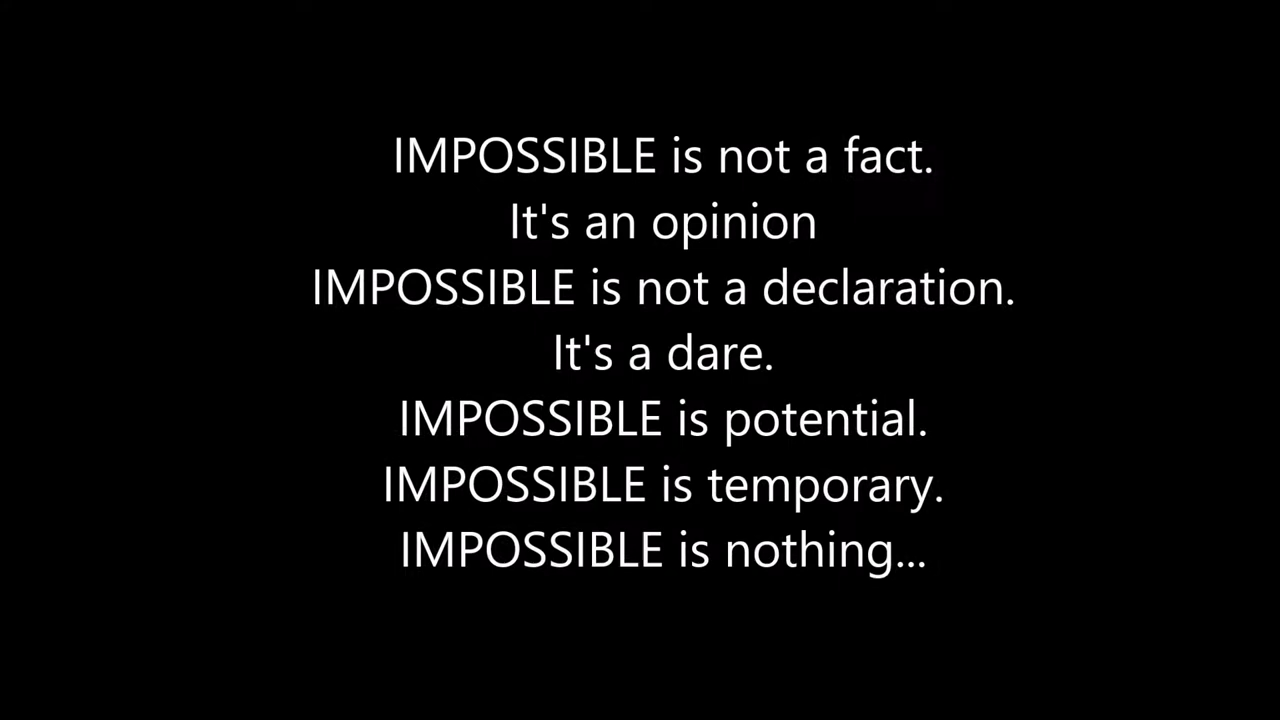 IMPOSSIBLE is not a fact.
It's an opinion
IMPOSSIBLE is not a declaration.
It's a dare.
IMPOSSIBLE is potential.
IMPOSSIBLE is temporary.
IMPOSSIBLE is nothing...